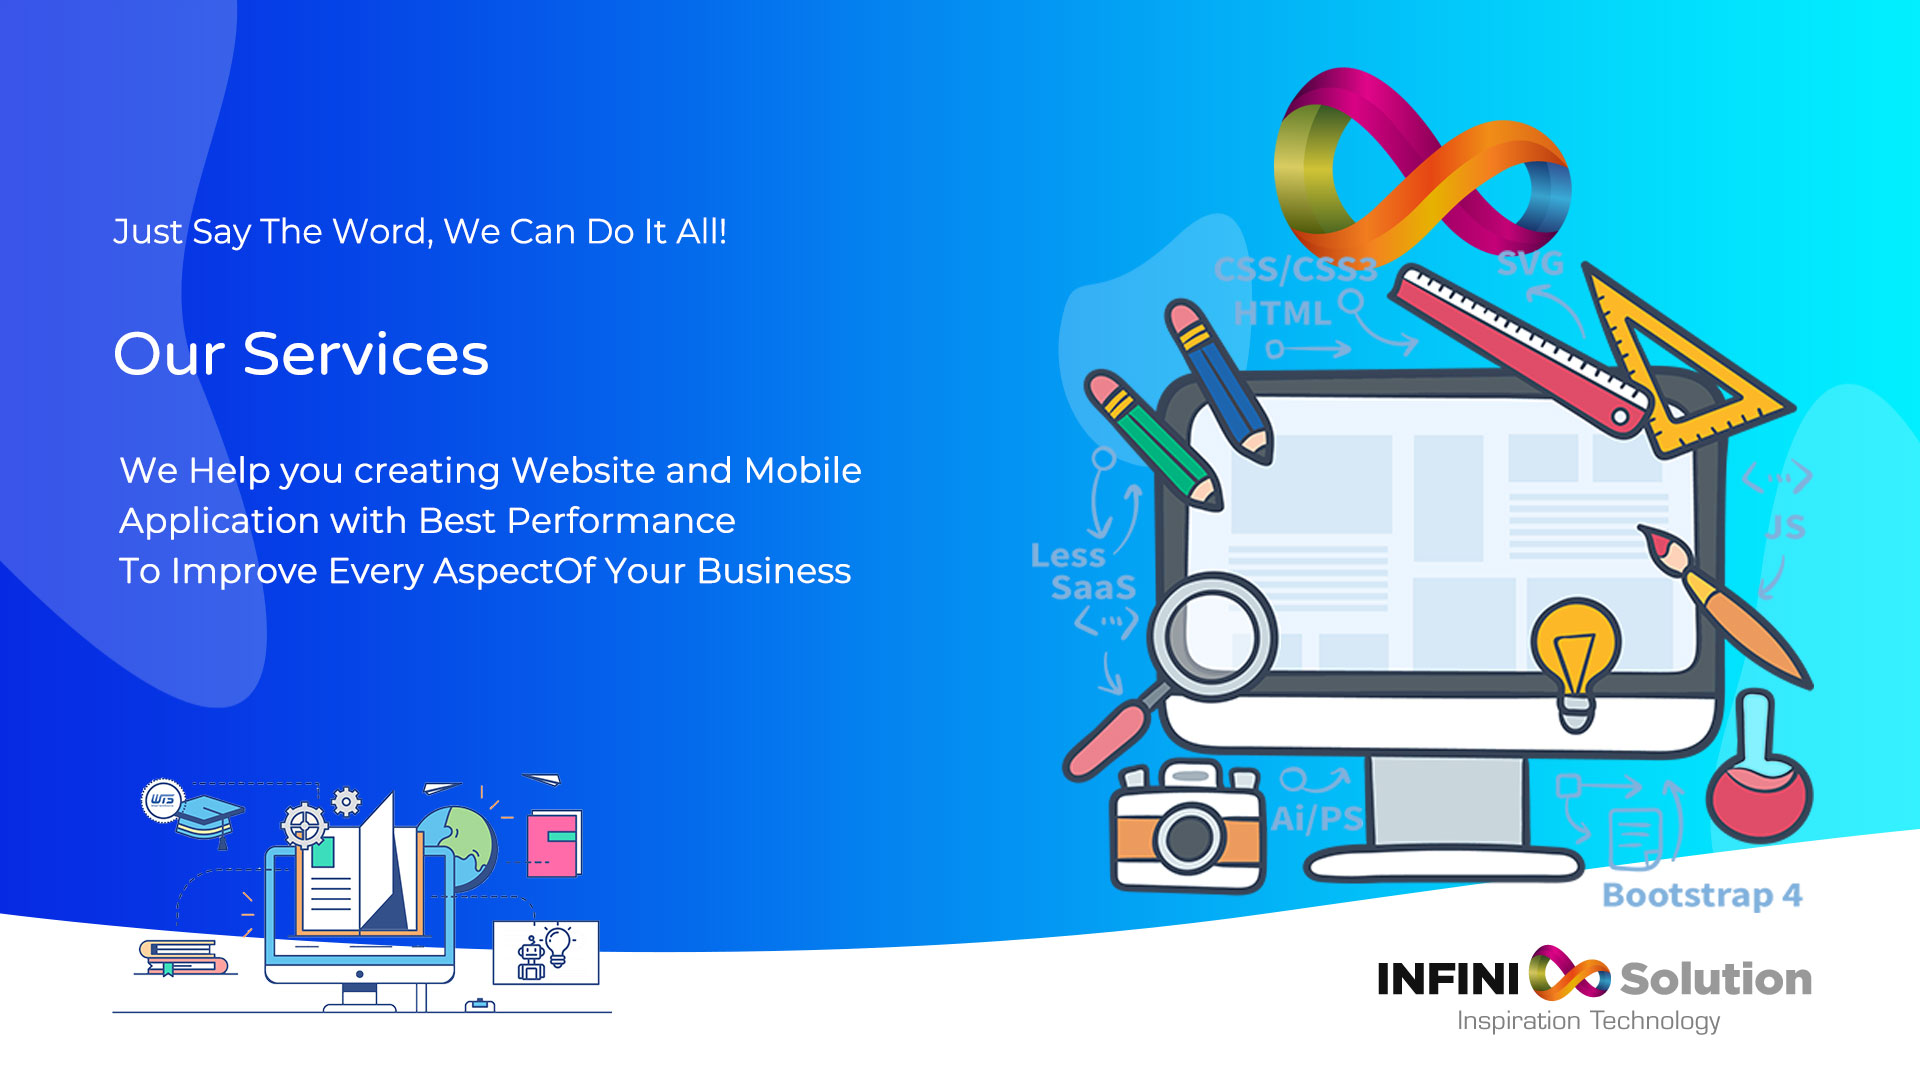 Just Say The Word, We Can Do It All!
Our Services
We Help you creating Website and Mobile
Application with Best Performance
To Improve Every AspectOf Your Business
CSS/CSS3
HTML
SVG
<...>
JS
Less
SaaS
<...>
Ai/PS
Bootstrap 4
WTS
INFINI Solution
Inspiration Technology